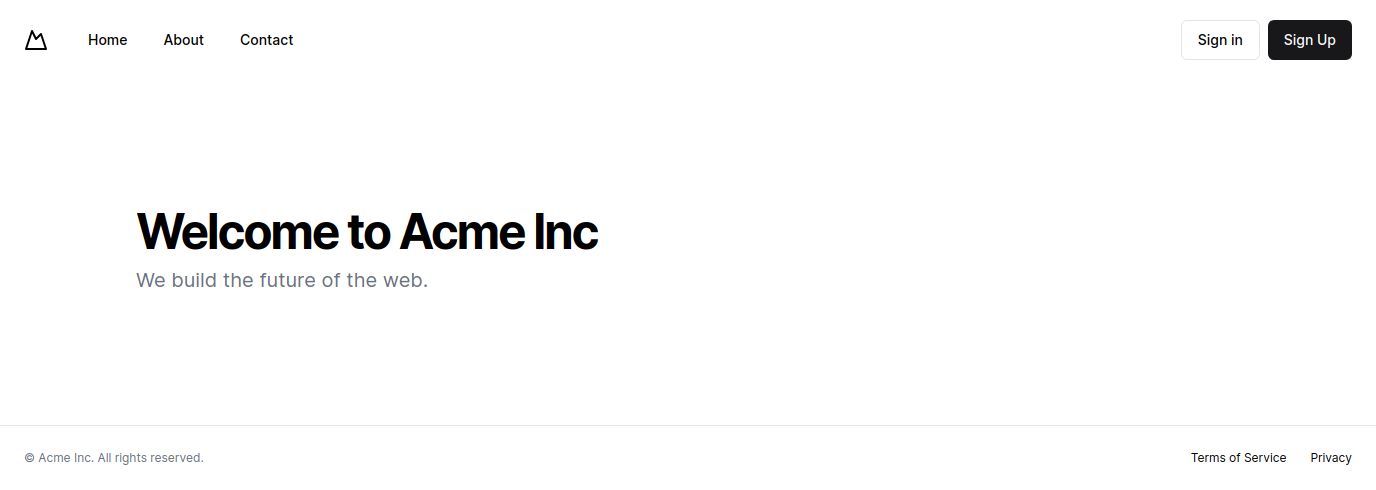 Home About Contact Sign in Sign Up
Welcome to Acme Inc
We build the future of the web.
© Acme Inc. All rights reserved. Terms of Service Privacy